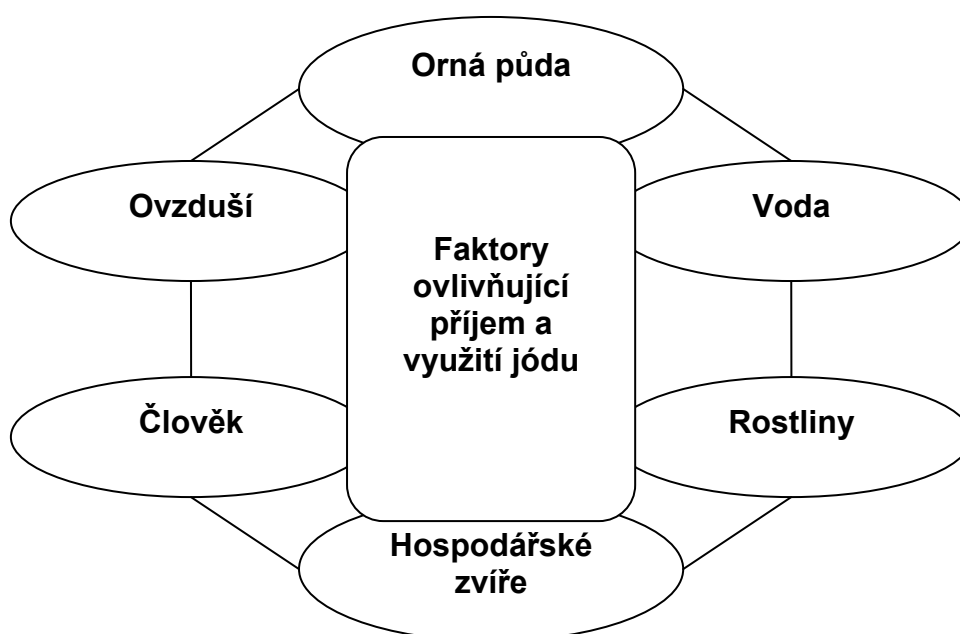 Orná půda
Ovzduší
Voda
Faktory
ovlivňující
příjem a
využití jódu
Člověk
Rostliny
Hospodářské
zvíře